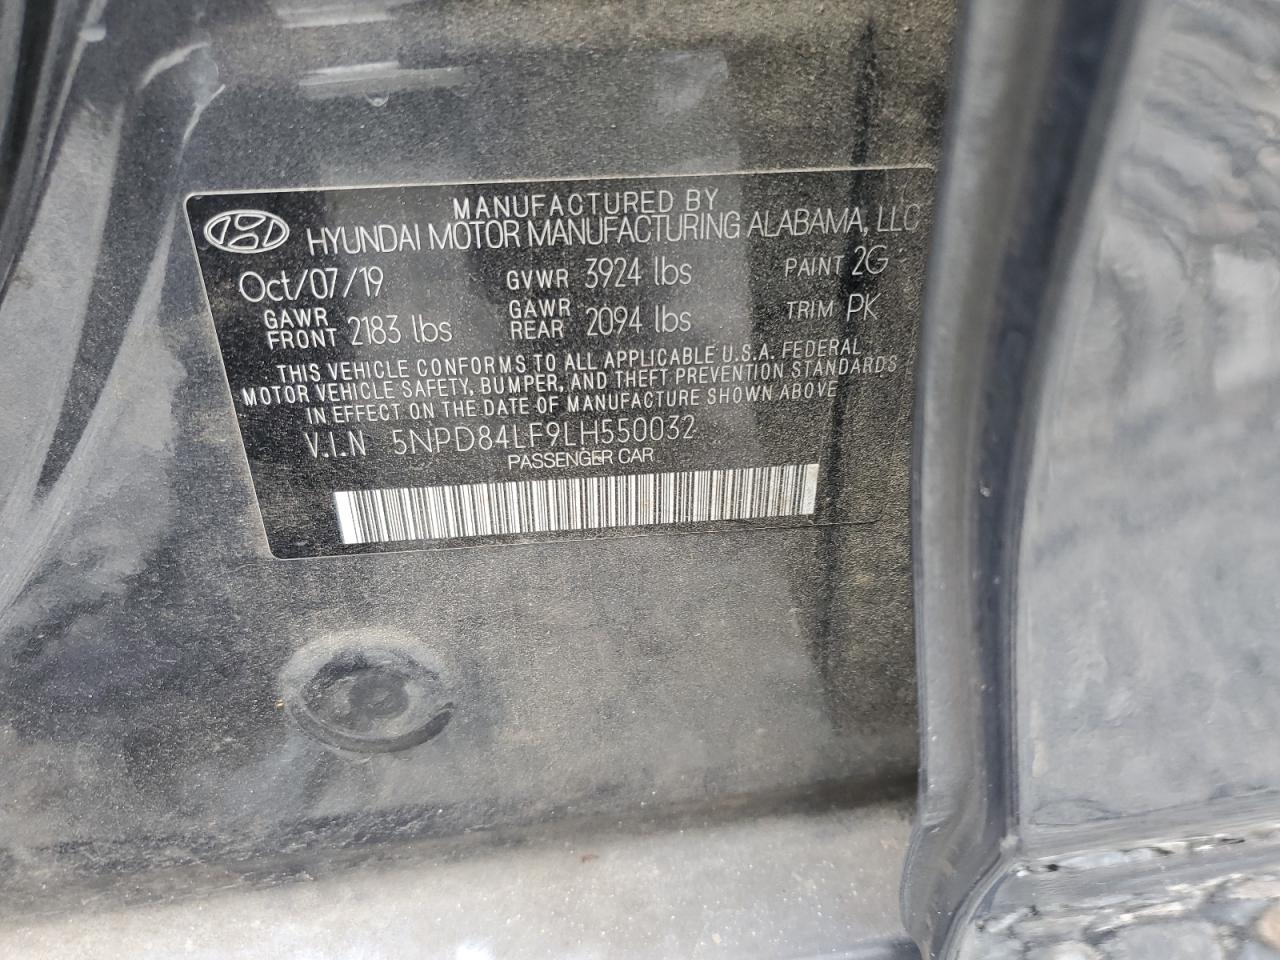 MANUFACTURED BY
HYUNDAI MOTOR MANUFACTURING ALABAMA, LLC
Oct/07/19 GVWR 3924 lbs PAINT 2G
GAWR FRONT 2183 lbs GAWR REAR 2094 lbs TRIM PK
THIS VEHICLE CONFORMS TO ALL APPLICABLE U.S.A. FEDERAL
MOTOR VEHICLE SAFETY, BUMPER, AND THEFT PREVENTION STANDARDS
IN EFFECT ON THE DATE OF MANUFACTURE SHOWN ABOVE
V.I.N 5NPD84LF9LH550032
PASSENGER CAR